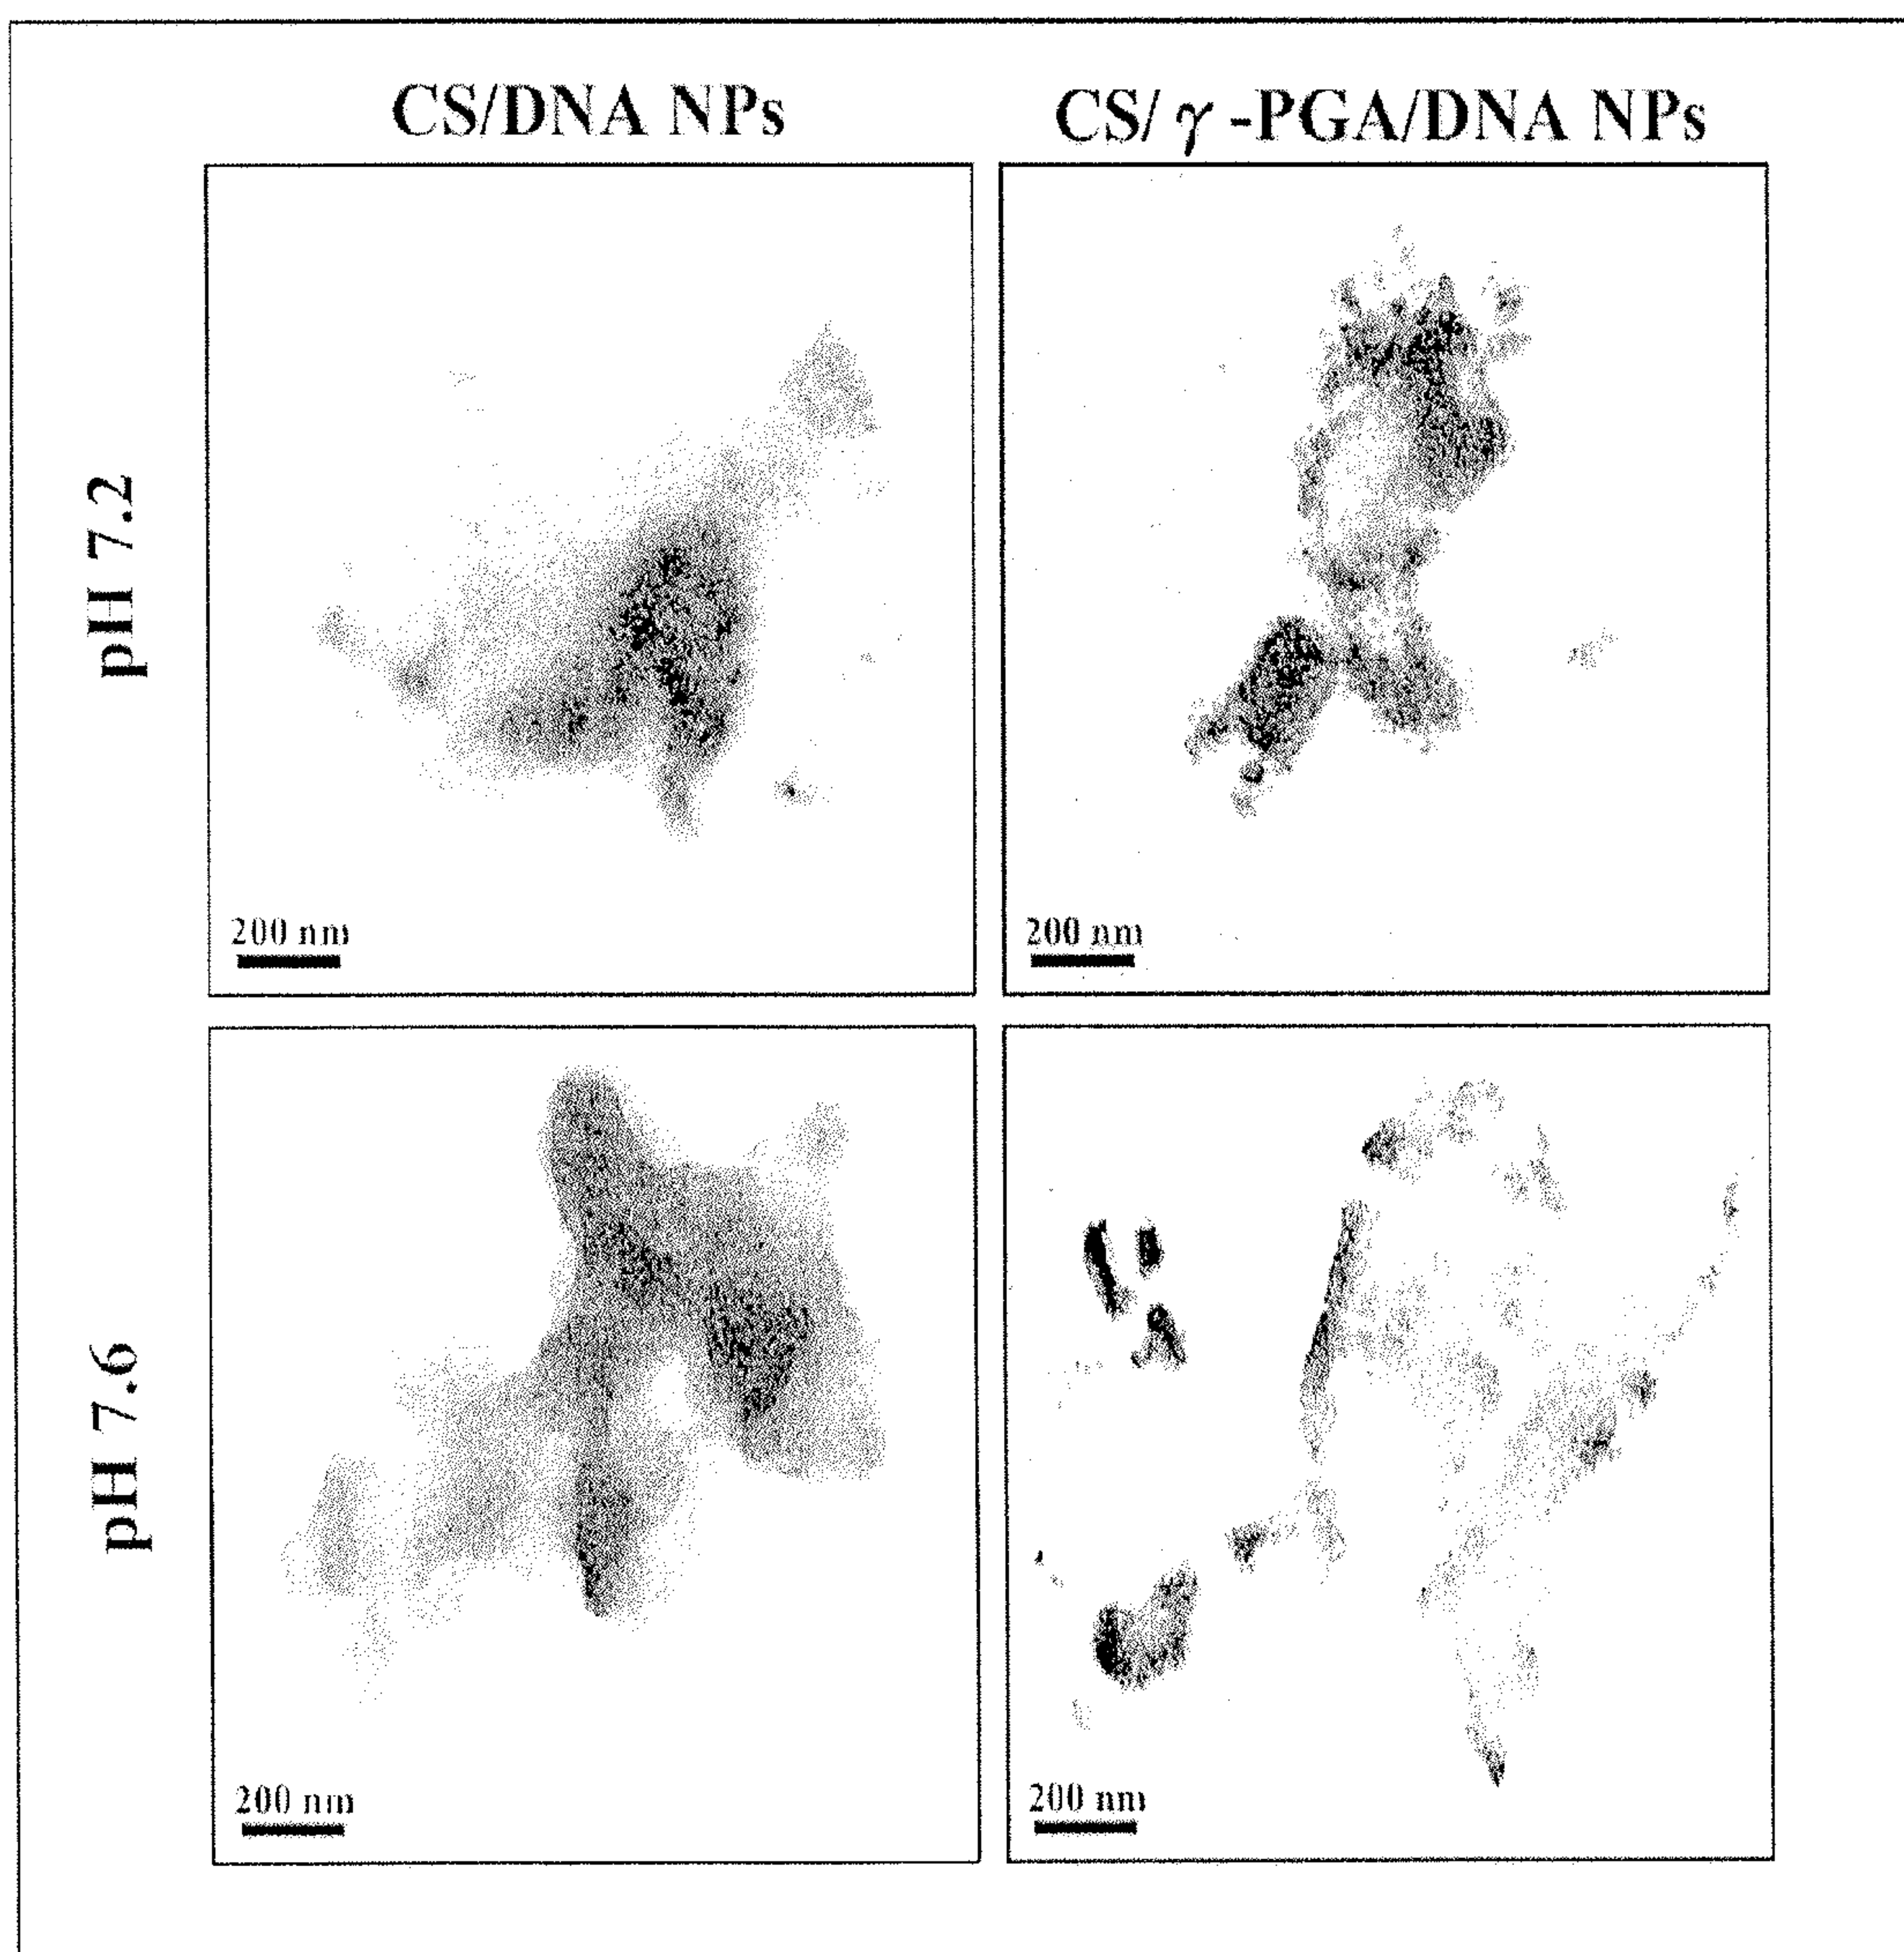 CS/DNA NPs
CS/ γ -PGA/DNA NPs
pH 7.2
200 nm
200 nm
pH 7.6
200 nm
200 nm